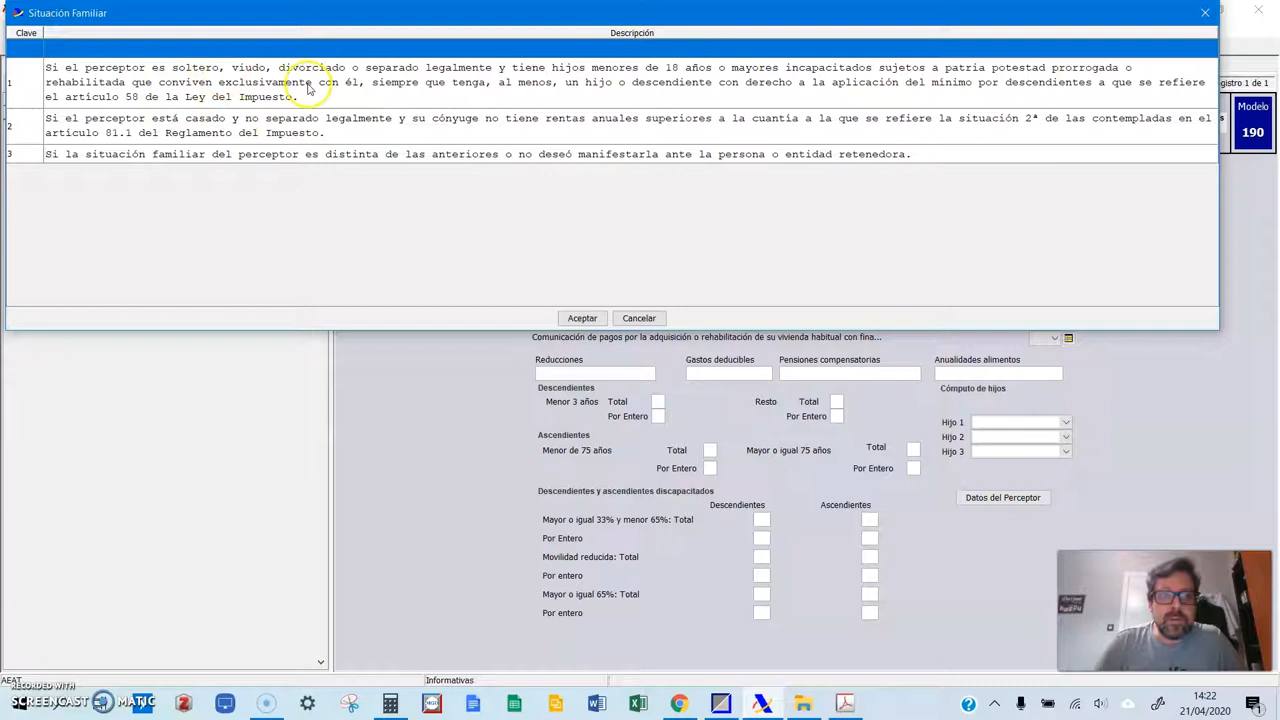 Situación Familiar
Clave
Descripción
1
Si el perceptor es soltero, viudo, divorciado o separado legalmente y tiene hijos menores de 18 años o mayores incapacitados sujetos a patria potestad prorrogada o
rehabilitada que conviven exclusivamente con él, siempre que tenga, al menos, un hijo o descendiente con derecho a la aplicación del mínimo por descendientes a que se refiere
el artículo 58 de la Ley del Impuesto.
2
Si el perceptor está casado y no separado legalmente y su cónyuge no tiene rentas anuales superiores a la cuantía a la que se refiere la situación 2ª de las contempladas en el
artículo 81.1 del Reglamento del Impuesto.
3
Si la situación familiar del perceptor es distinta de las anteriores o no deseó manifestarla ante la persona o entidad retenedora.
Aceptar
Cancelar
gistro 1 de 1
Modelo
190
Comunicación de pagos por la adquisición o rehabilitación de su vivienda habitual con fina...
Reducciones
Gastos deducibles
Pensiones compensatorias
Anualidades alimentos
Descendientes
Cómputo de hijos
Menor 3 años Total
Resto Total
Por Entero
Por Entero
Hijo 1
Hijo 2
Hijo 3
Ascendientes
Menor de 75 años Total
Mayor o igual 75 años Total
Por Entero
Por Entero
Descendientes y ascendientes discapacitados
Datos del Perceptor
Descendientes
Ascendientes
Mayor o igual 33% y menor 65%: Total
Por Entero
Movilidad reducida: Total
Por entero
Mayor o igual 65%: Total
Por entero
AEAT
Informativas
RECORDED WITH
SCREENCAST MATIC
14:22
21/04/2020